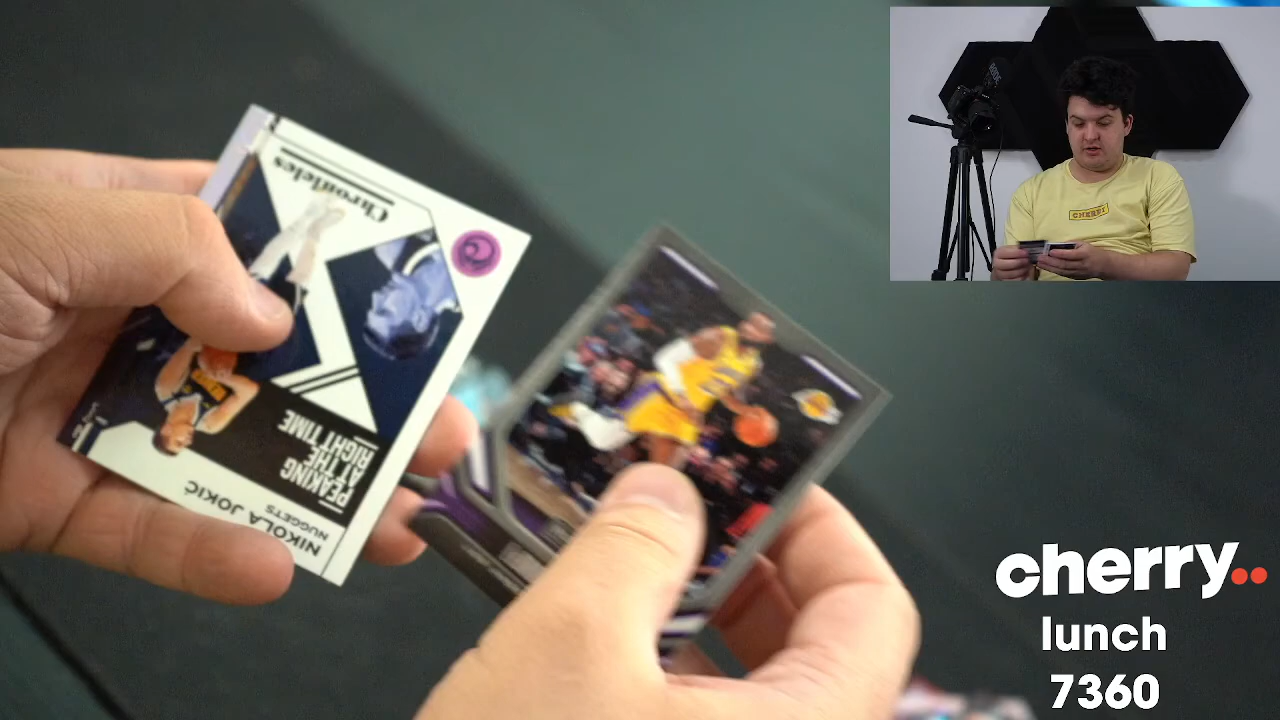 Chronicles
PEAKING
AT THE
RIGHT TIME
NIKOLA JOKIĆ
NUGGETS
CHERRY
cherry..
lunch
7360